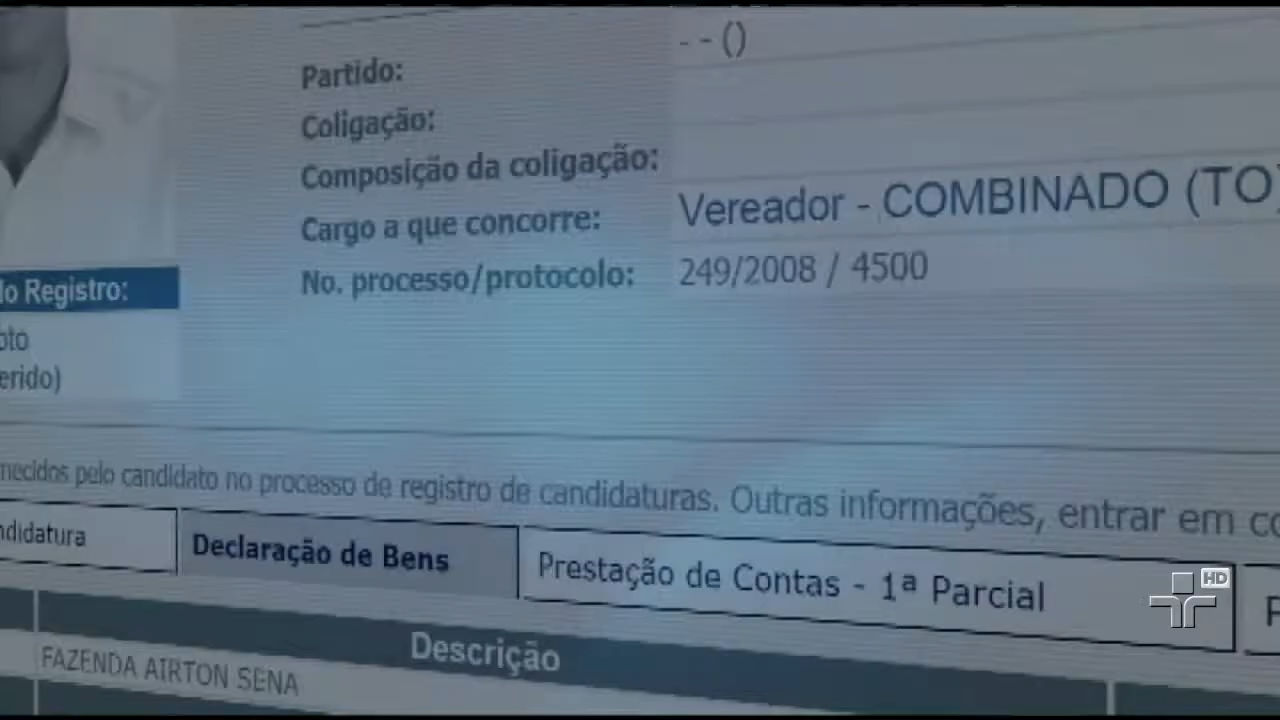 - - ()
Partido:
Coligação:
Composição da coligação:
Cargo a que concorre: Vereador - COMBINADO (TO)
No. processo/protocolo: 249/2008 / 4500
lo Registro:
oto
erido)
necidos pelo candidato no processo de registro de candidaturas. Outras informações, entrar em co
ndidatura Declaração de Bens Prestação de Contas - 1ª Parcial P
HD
Descrição
FAZENDA AIRTON SENA